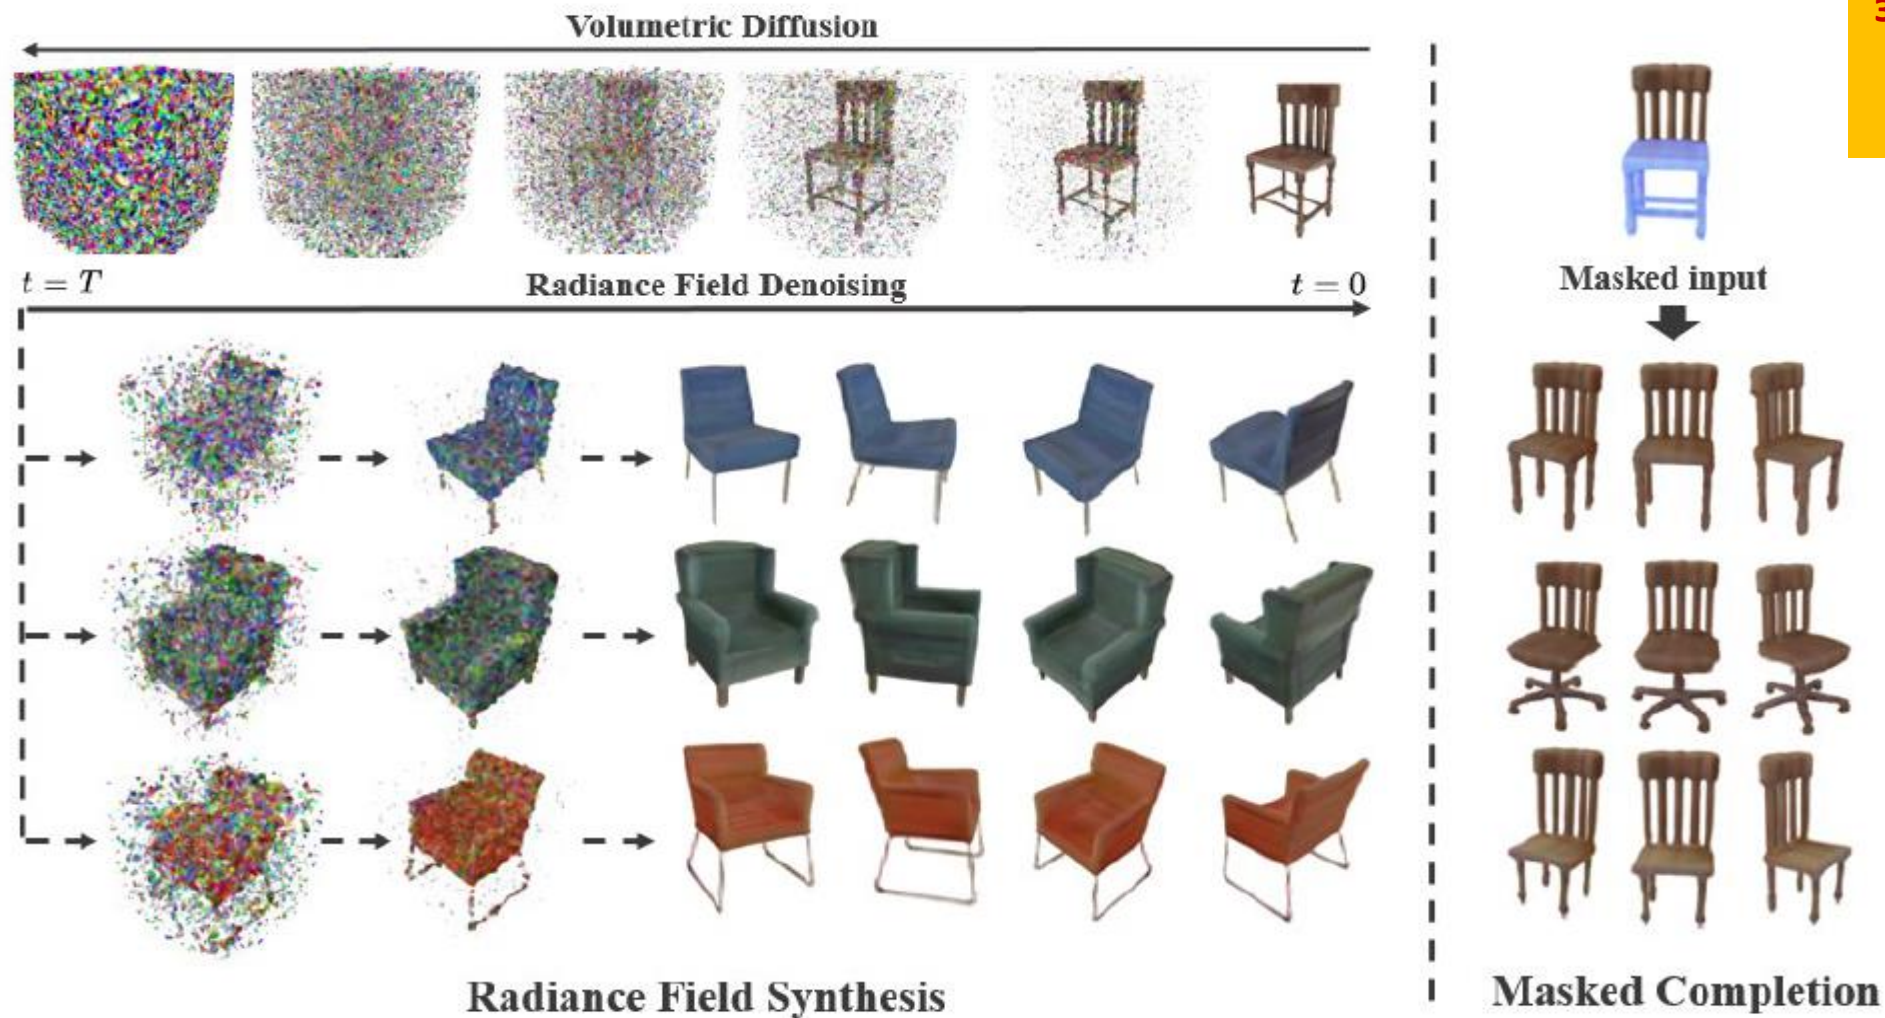 Volumetric Diffusion
t = T
Radiance Field Denoising
t = 0
Masked input
Radiance Field Synthesis
Masked Completion